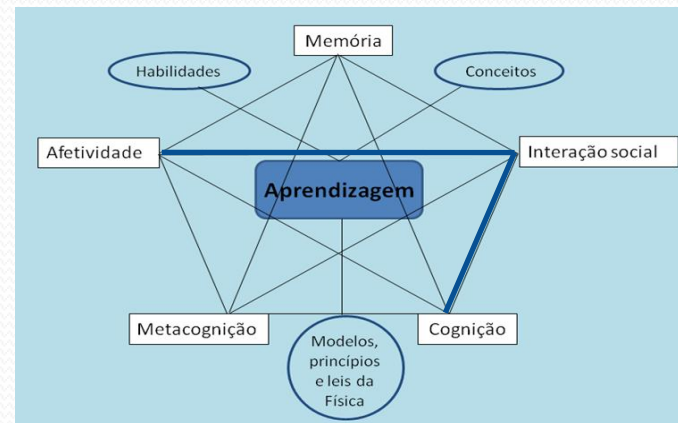 Memória
Habilidades
Conceitos
Afetividade
Interação social
Aprendizagem
Metacognição
Cognição
Modelos,
princípios
e leis da
Física